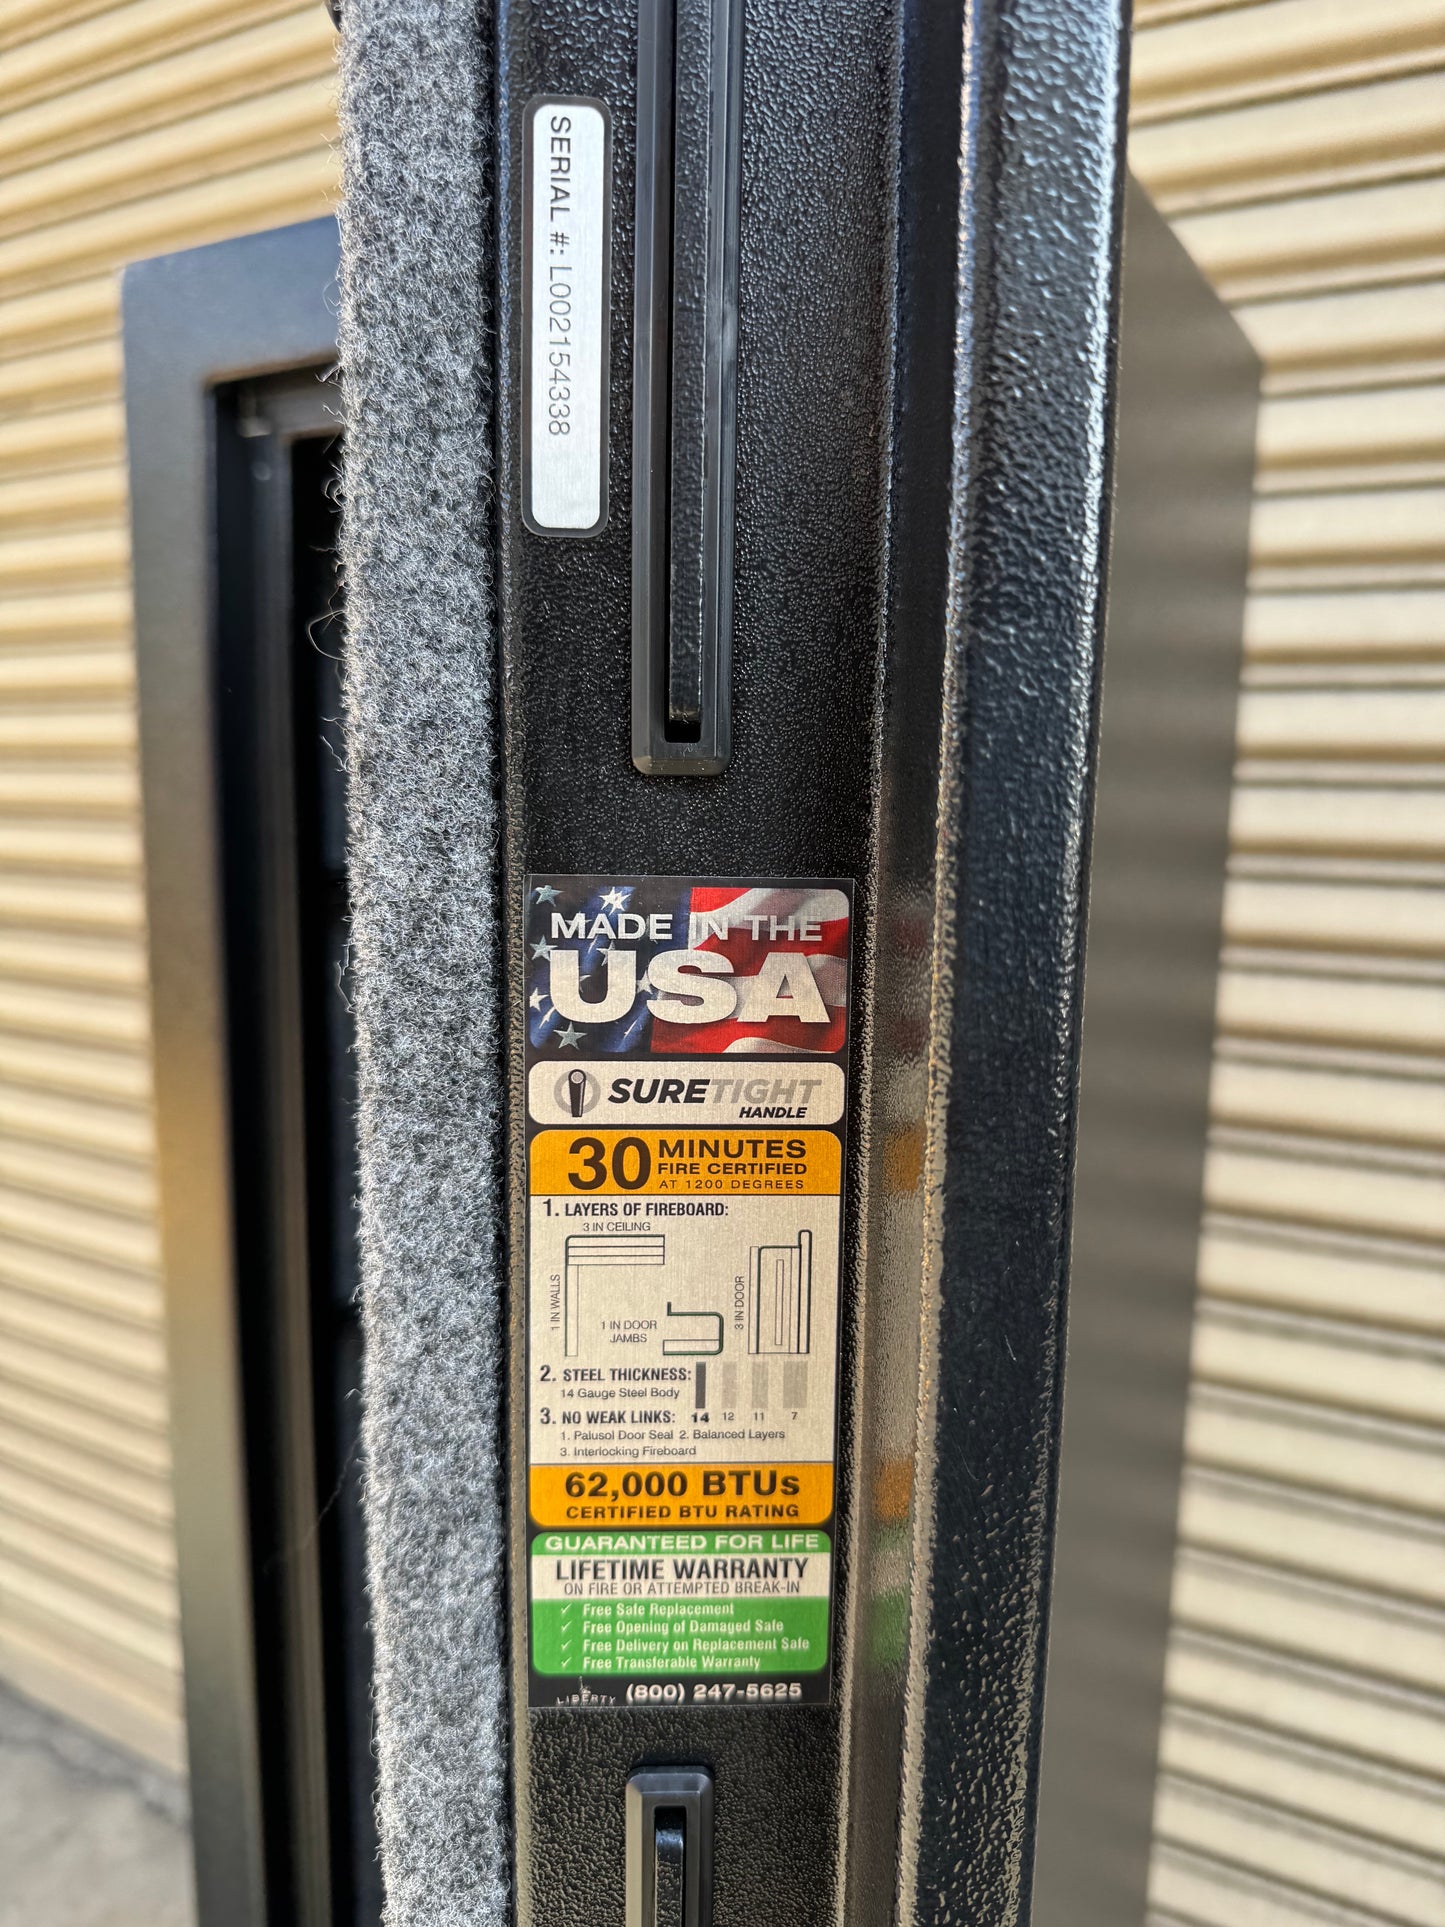 SERIAL #: L002154338
MADE IN THE
USA
SURETIGHT
HANDLE
30 MINUTES
FIRE CERTIFIED
AT 1200 DEGREES
1. LAYERS OF FIREBOARD:
3 IN CEILING
1 IN WALLS
1 IN DOOR
JAMBS
3 IN DOOR
2. STEEL THICKNESS:
14 Gauge Steel Body
14 12 11 7
3. NO WEAK LINKS:
1. Palusol Door Seal 2. Balanced Layers
3. Interlocking Fireboard
62,000 BTUs
CERTIFIED BTU RATING
GUARANTEED FOR LIFE
LIFETIME WARRANTY
ON FIRE OR ATTEMPTED BREAK-IN
✓ Free Safe Replacement
✓ Free Opening of Damaged Safe
✓ Free Delivery on Replacement Safe
✓ Free Transferable Warranty
LIBERTY (800) 247-5625